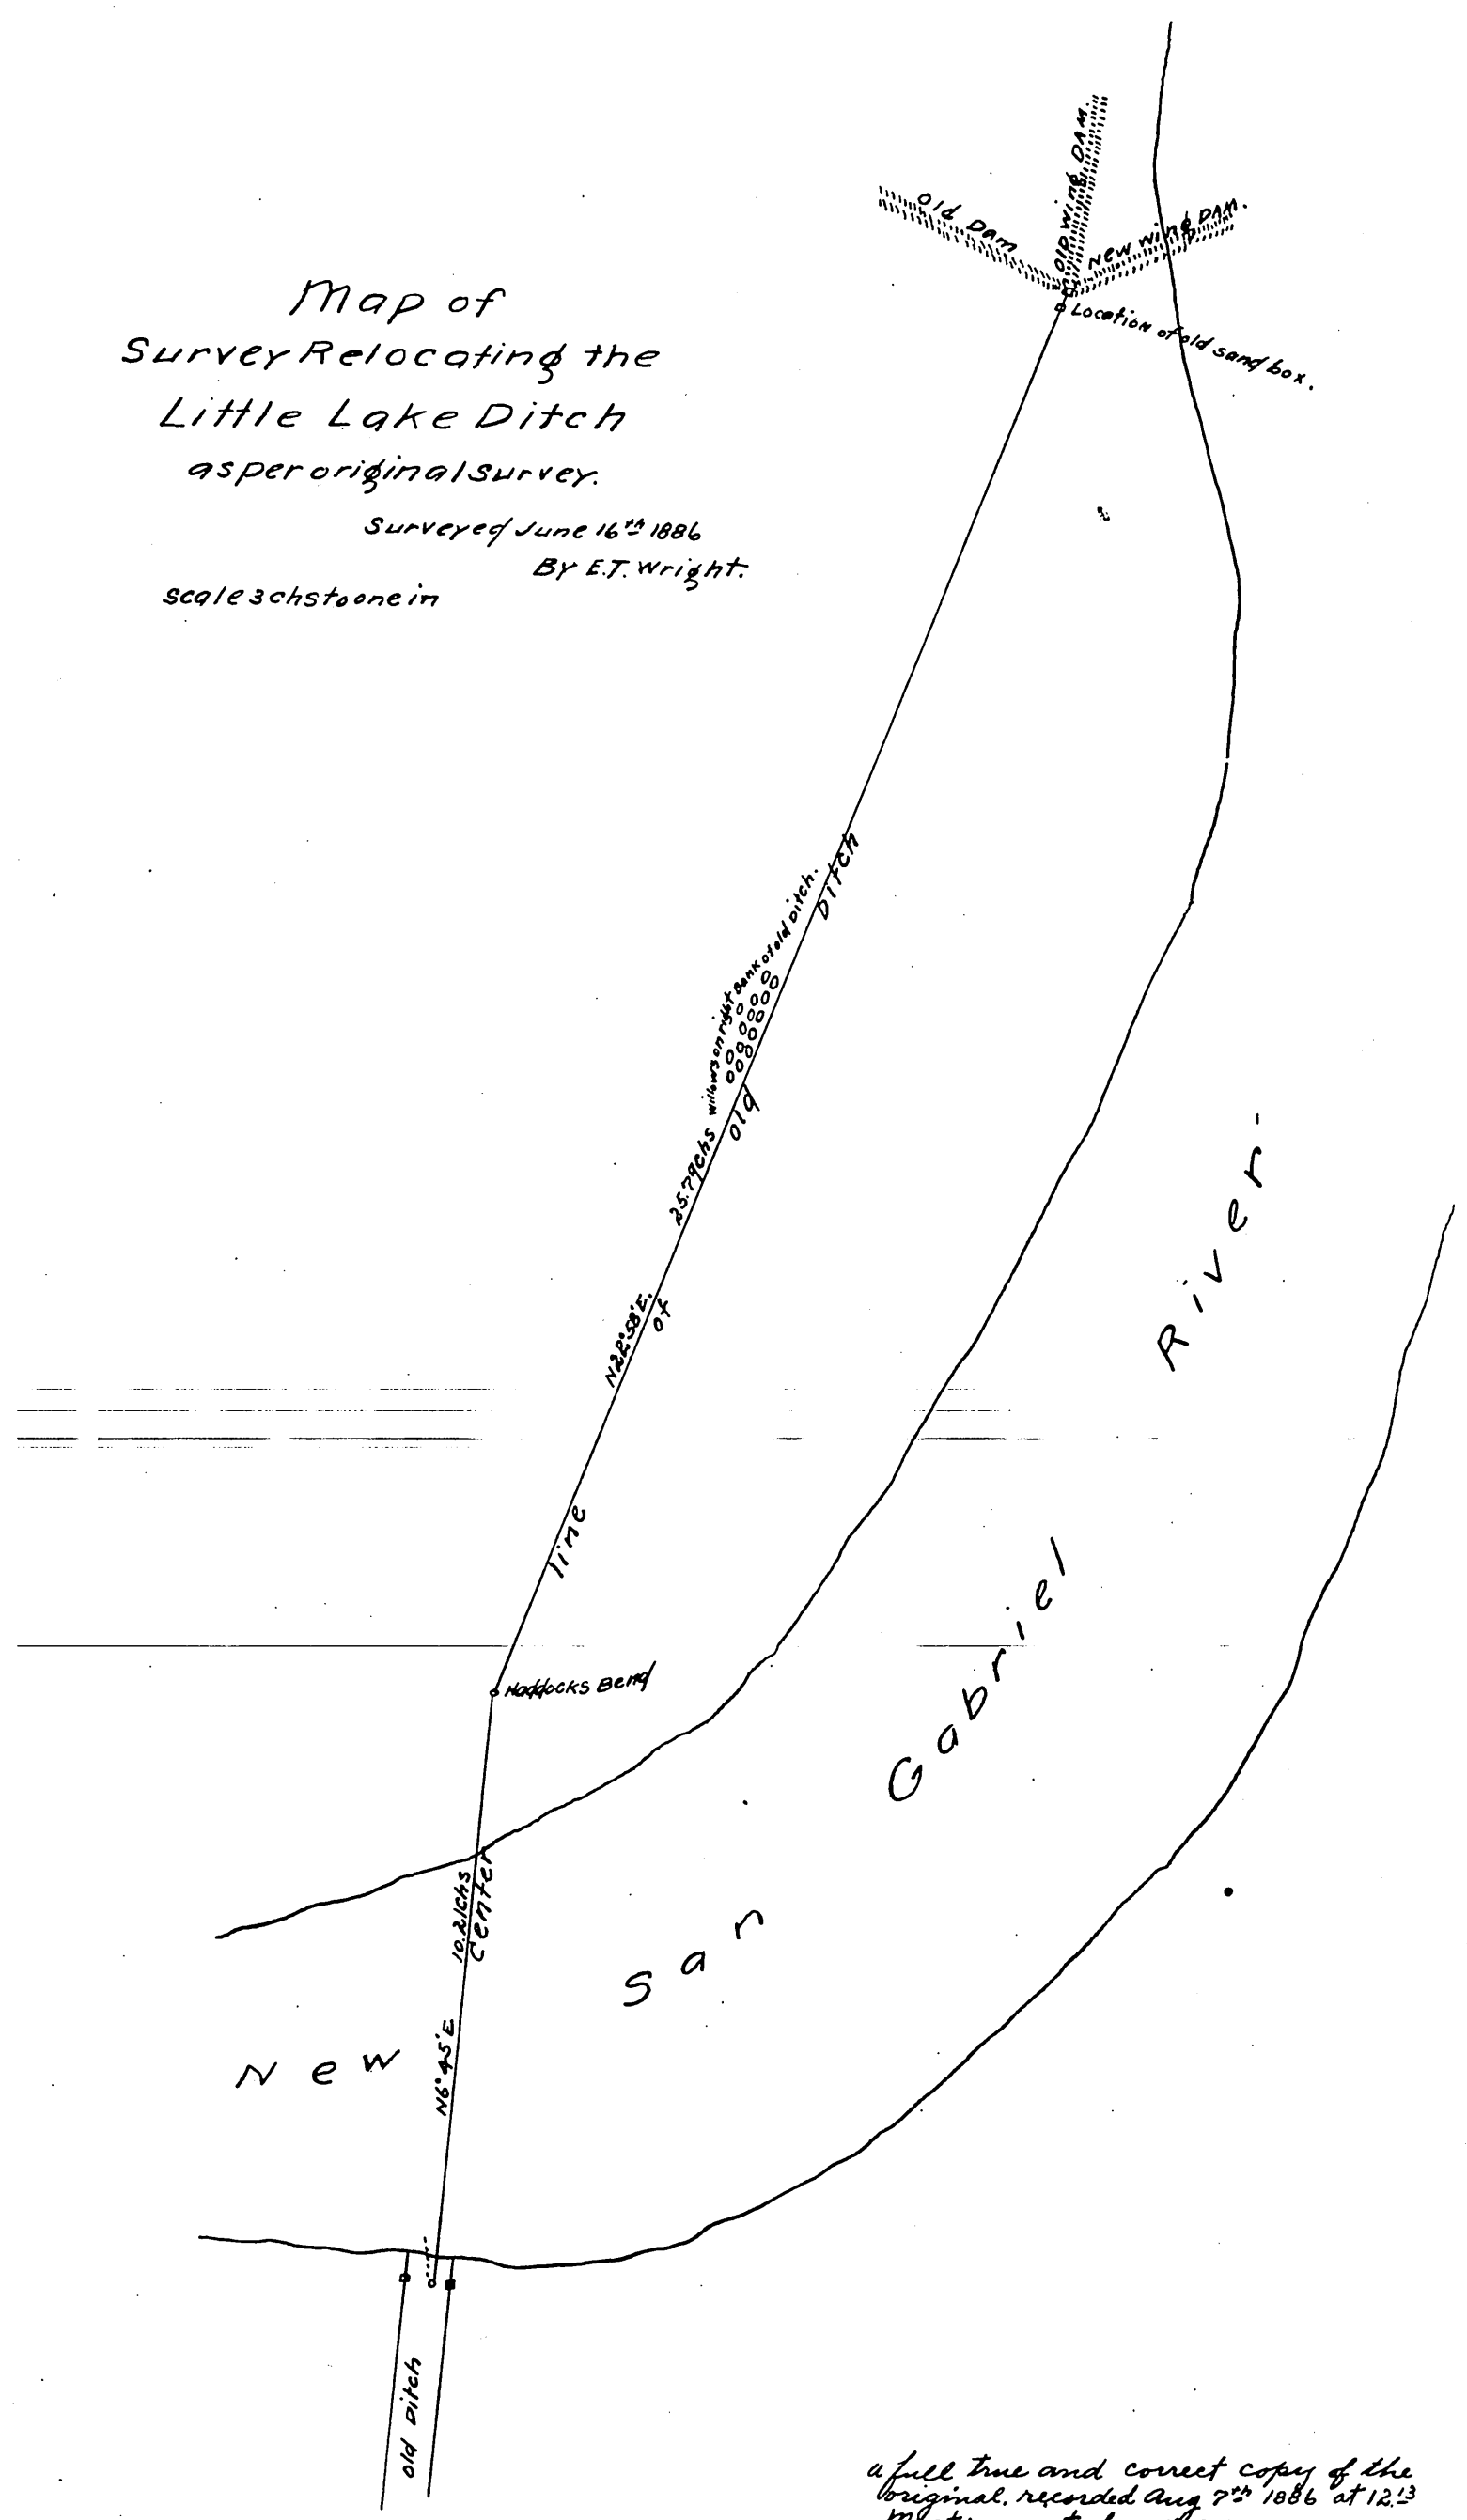 Map of
Survey Relocating the
Little Lake Ditch
as per original survey.
Surveyed June 16th 1886
By E.T. Wright.
scale 3 chs to one in
Old Dam
OLD Wing DAM.
New Wing DAM.
Location of old sand box.
Willows on right Bank of old Ditch.
Ditch
Old
25.79 chs
N22°58'E.
of
line
Haddocks Bend
River
Gabriel
San
New
10.21 chs
Center
N6°45'E
Old Ditch
a full true and correct copy of the
original, recorded Aug 7th 1886 at 12.13